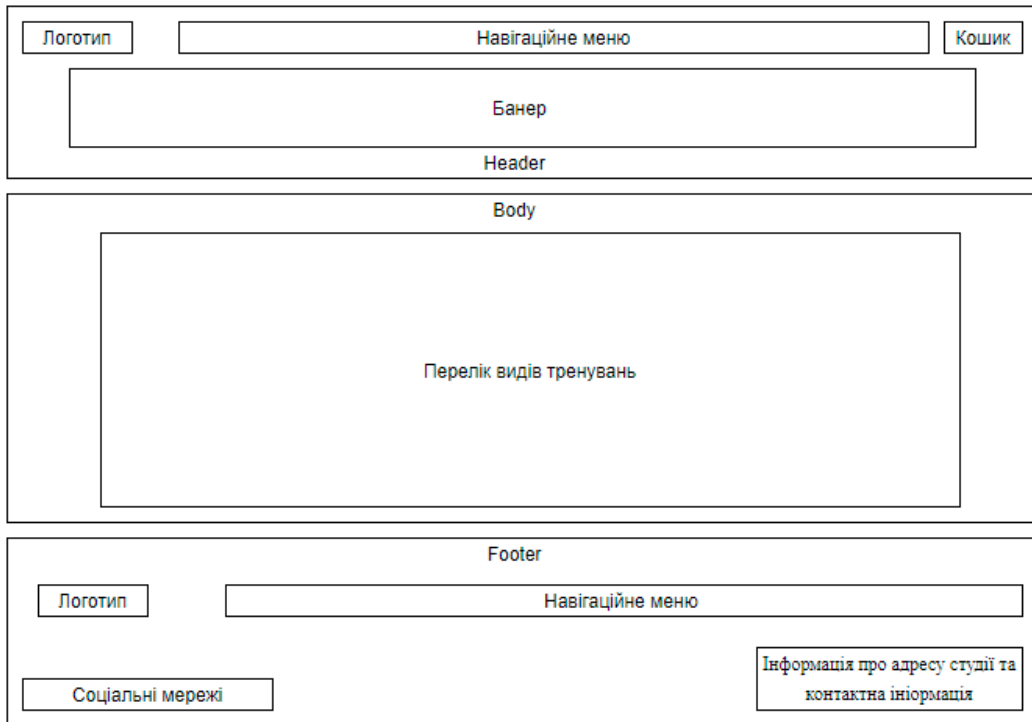 Логотип
Навігаційне меню
Кошик
Банер
Header
Body
Перелік видів тренувань
Footer
Логотип
Навігаційне меню
Соціальні мережі
Інформація про адресу студії та
контактна ініормація